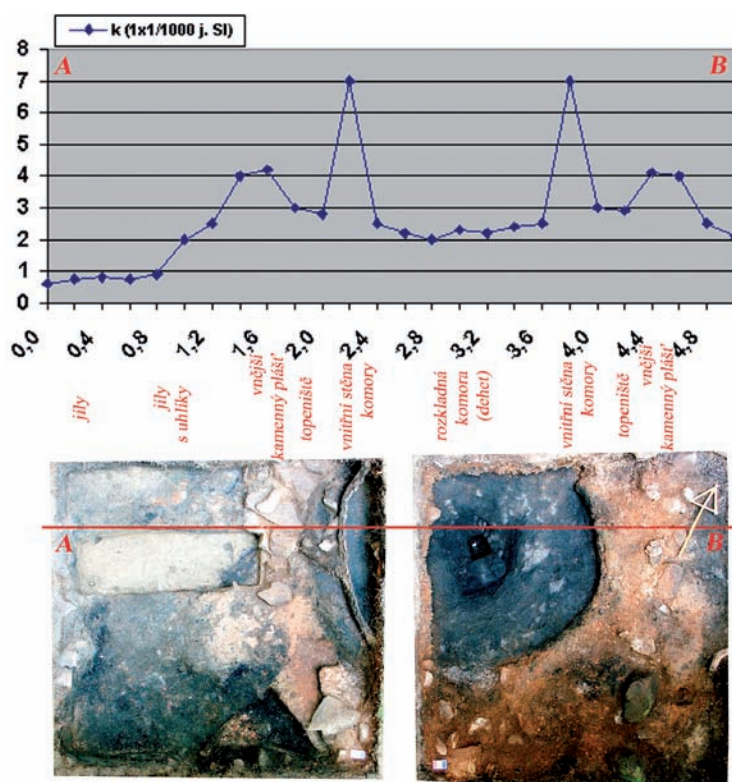 k (1x1/1000 j. SI)
A
B
8
7
6
5
4
3
2
1
0
0,0
0,4
0,8
1,2
1,6
2,0
2,4
2,8
3,2
3,6
4,0
4,4
4,8
jíly
jíly
s uhlíky
vnější
kamenný plášť
topeniště
vnitřní stěna
komory
rozkladná
komora
(dehet)
vnitřní stěna
komory
topeniště
vnější
kamenný plášť
A
B